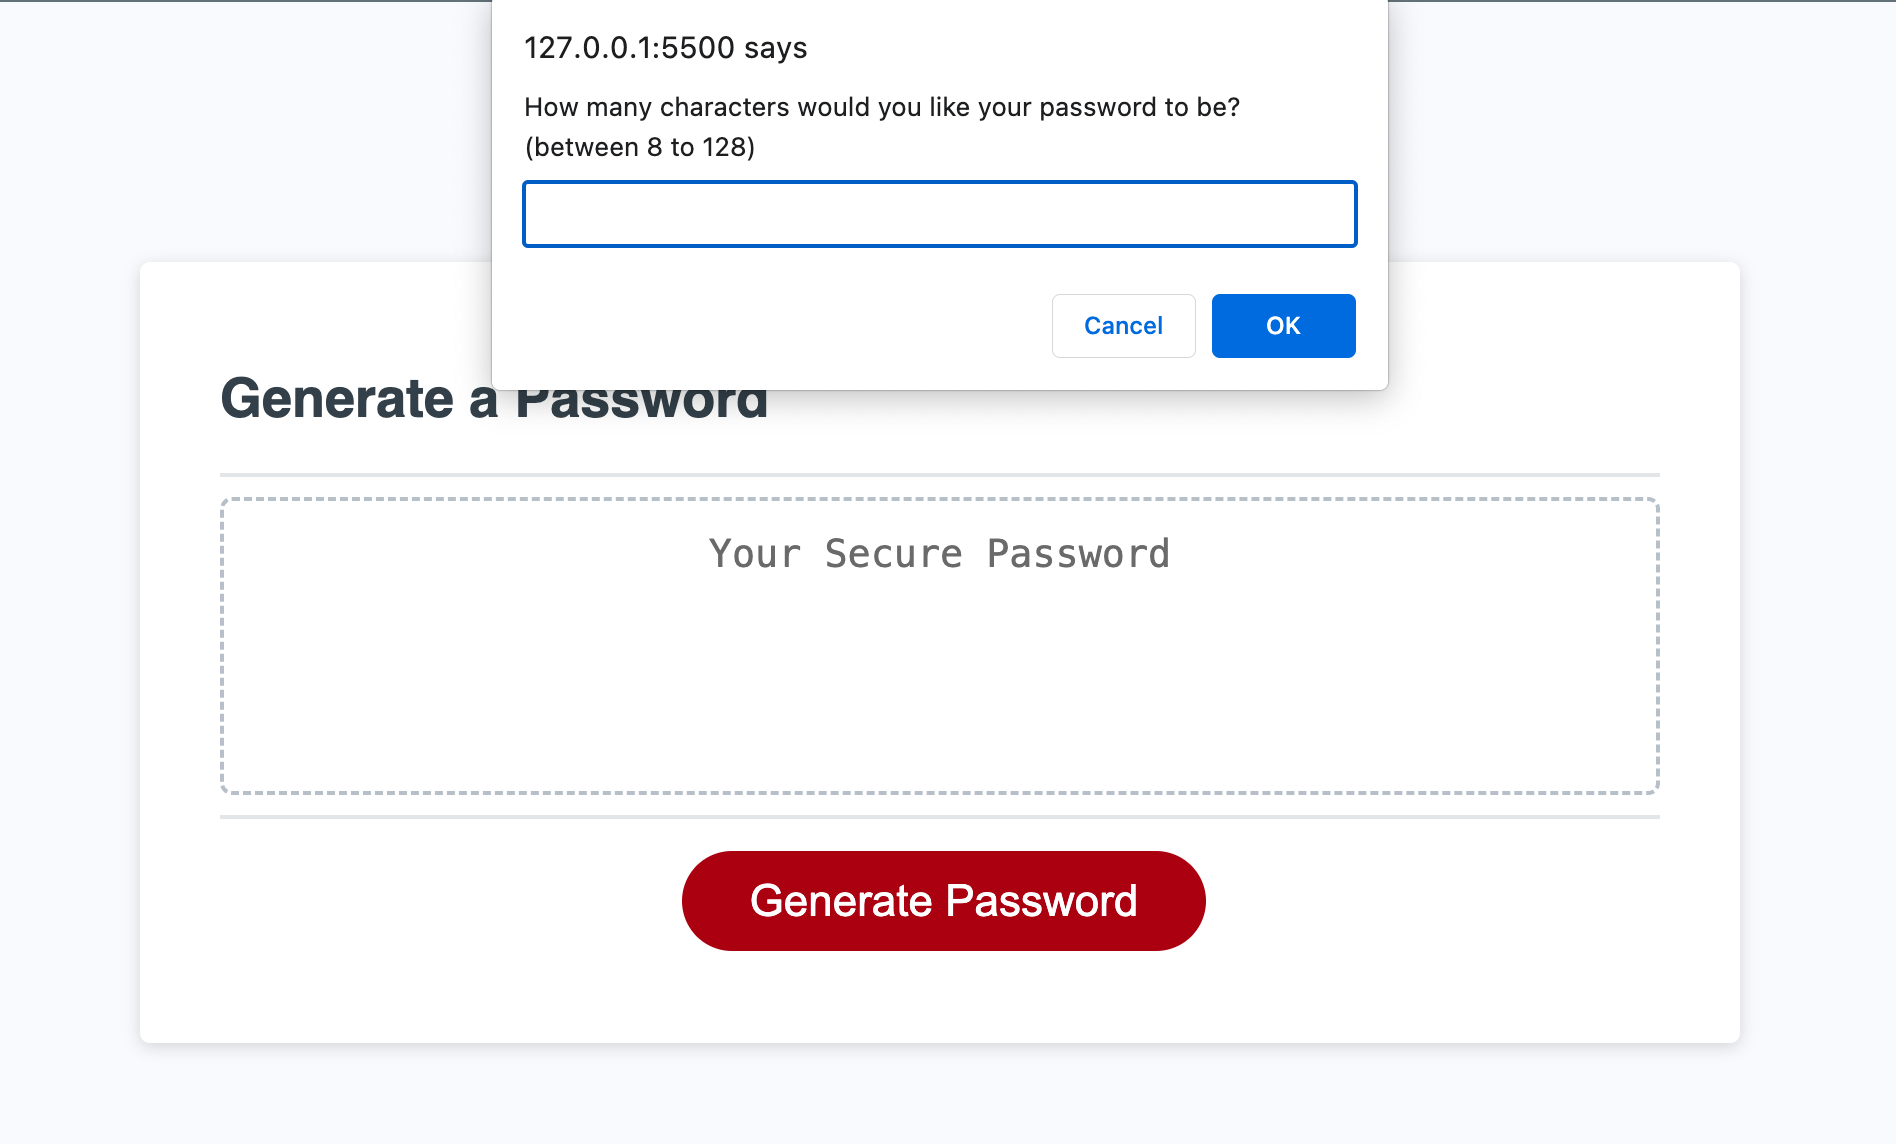 127.0.0.1:5500 says
How many characters would you like your password to be?
(between 8 to 128)
Cancel
OK
Generate a Password
Your Secure Password
Generate Password